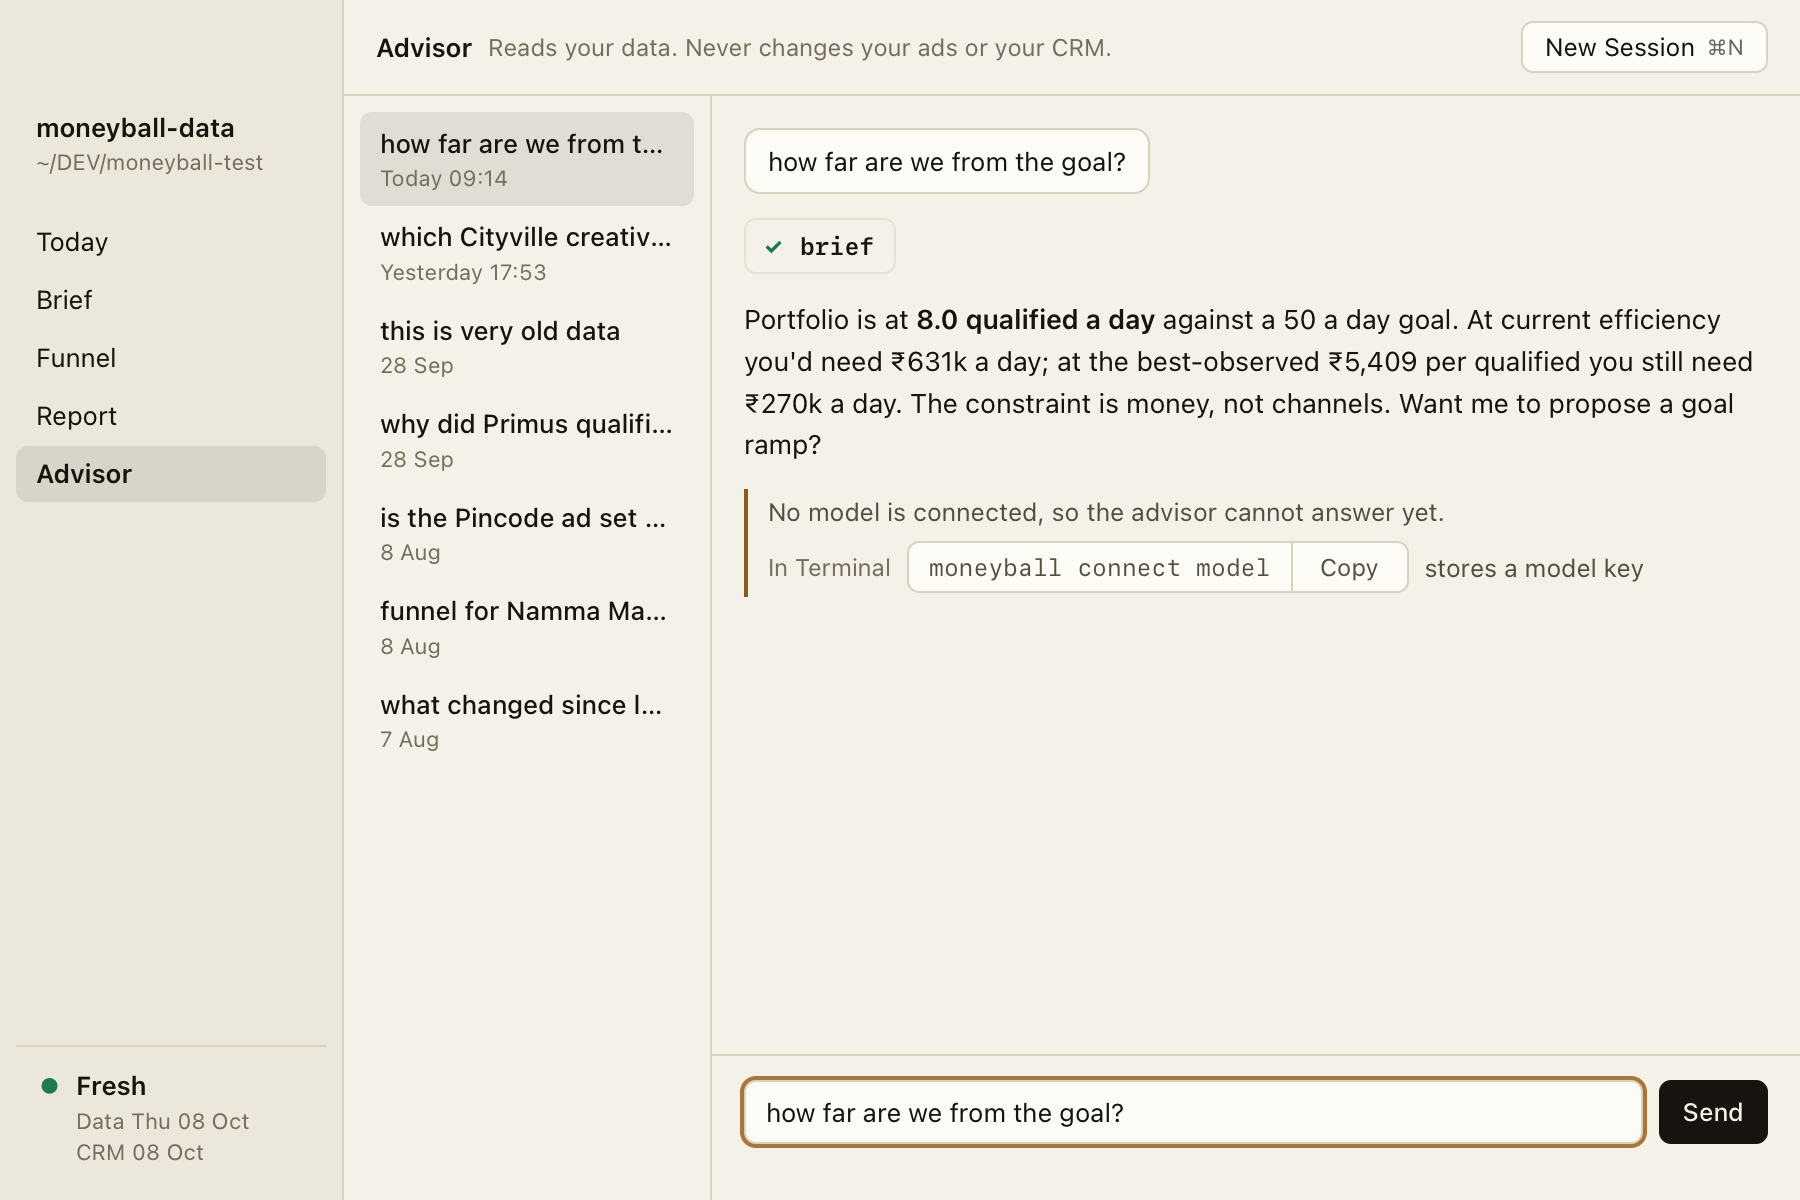 moneyball-data
~/DEV/moneyball-test
Today
Brief
Funnel
Report
Advisor
Fresh
Data Thu 08 Oct
CRM 08 Oct
Advisor Reads your data. Never changes your ads or your CRM.
New Session ⌘N
how far are we from t...
Today 09:14
which Cityville creativ...
Yesterday 17:53
this is very old data
28 Sep
why did Primus qualifi...
28 Sep
is the Pincode ad set ...
8 Aug
funnel for Namma Ma...
8 Aug
what changed since l...
7 Aug
how far are we from the goal?
✓ brief
Portfolio is at 8.0 qualified a day against a 50 a day goal. At current efficiency
you'd need ₹631k a day; at the best-observed ₹5,409 per qualified you still need
₹270k a day. The constraint is money, not channels. Want me to propose a goal
ramp?
No model is connected, so the advisor cannot answer yet.
In Terminal moneyball connect model Copy stores a model key
how far are we from the goal?
Send